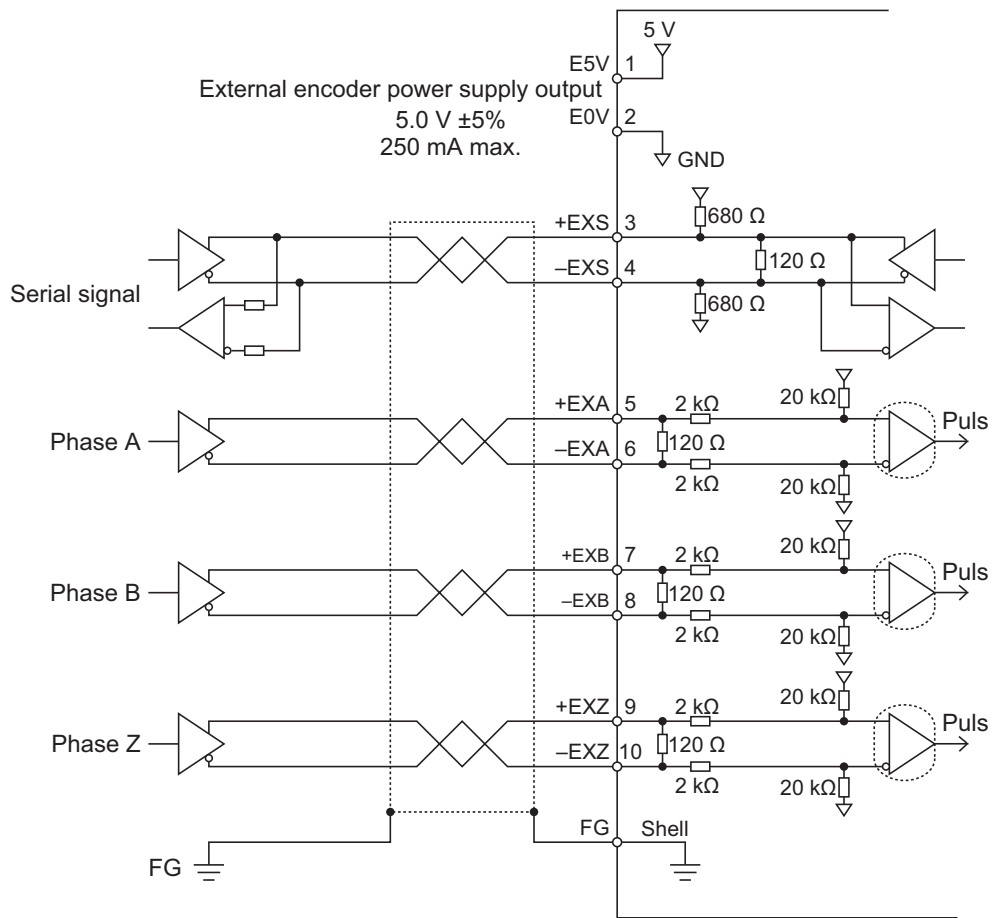 5 V
E5V 1
External encoder power supply output
5.0 V ±5%
250 mA max.
E0V 2
GND
+EXS 3
680 Ω
120 Ω
–EXS 4
680 Ω
Serial signal
+EXA 5
2 kΩ
20 kΩ
Phase A
120 Ω
Puls
–EXA 6
2 kΩ
20 kΩ
+EXB 7
2 kΩ
20 kΩ
Phase B
120 Ω
Puls
–EXB 8
2 kΩ
20 kΩ
+EXZ 9
2 kΩ
20 kΩ
Phase Z
120 Ω
Puls
–EXZ 10
2 kΩ
20 kΩ
FG Shell
FG